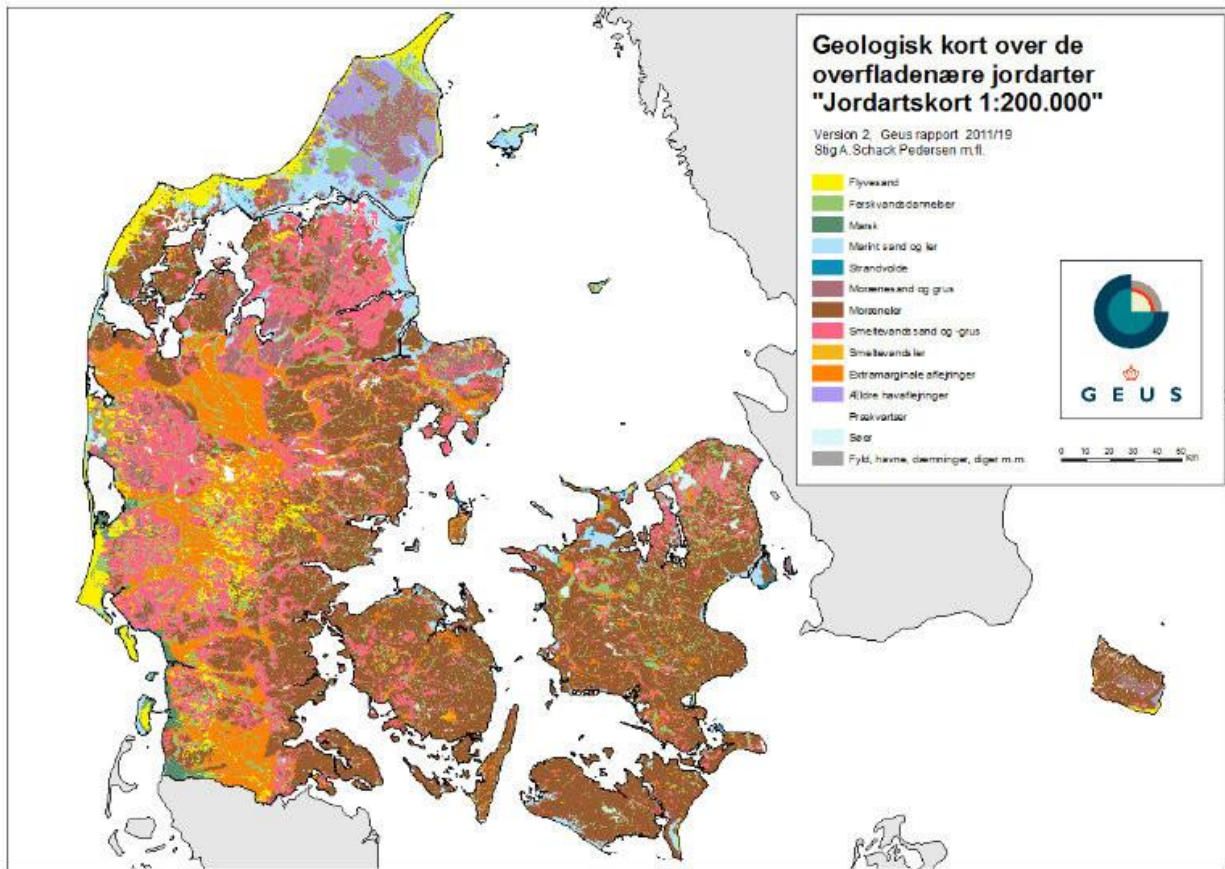 Geologisk kort over de
overfladenære jordarter
"Jordartskort 1:200.000"
Version 2, Geus rapport 2011/19
Stig A. Schack Pedersen m.fl.
Flyvesand
Ferskvandsdannelser
Marsk
Marint sand og ler
Strandvolde
Morænesand og grus
Moræneler
Smeltevandssand og -grus
Smeltevandsler
Extramarginale aflejringer
Ældre havaflejringer
Prækvartær
Søer
Fyld, havne, dæmninger, diger m.m.
GEUS
0 10 20 30 40 50
km